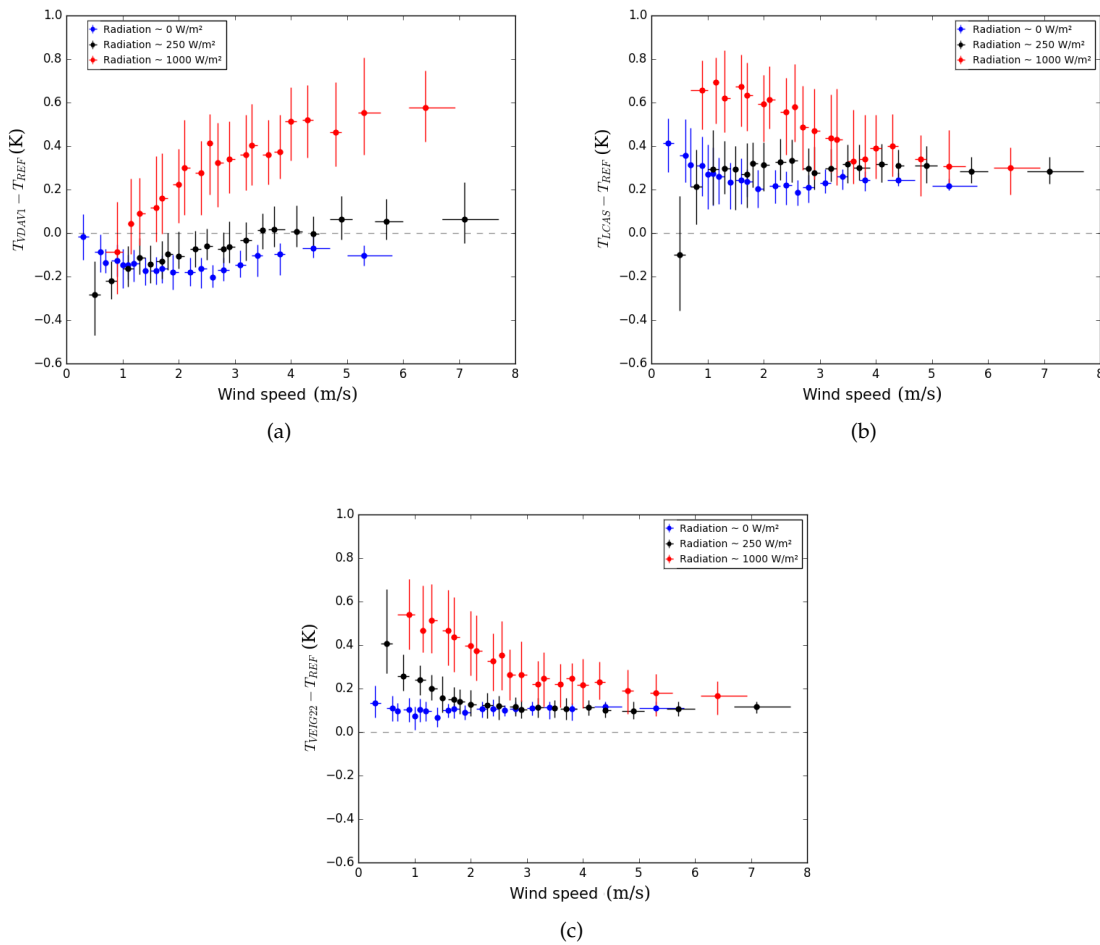 1.0
0.8
0.6
0.4
0.2
0.0
−0.2
−0.4
−0.6
T_VDAV1 − T_REF (K)
Radiation ~ 0 W/m²
Radiation ~ 250 W/m²
Radiation ~ 1000 W/m²
0 1 2 3 4 5 6 7 8
Wind speed (m/s)
(a)
1.0
0.8
0.6
0.4
0.2
0.0
−0.2
−0.4
−0.6
T_LCAS − T_REF (K)
Radiation ~ 0 W/m²
Radiation ~ 250 W/m²
Radiation ~ 1000 W/m²
0 1 2 3 4 5 6 7 8
Wind speed (m/s)
(b)
1.0
0.8
0.6
0.4
0.2
0.0
−0.2
−0.4
−0.6
T_VEIG'22 − T_REF (K)
Radiation ~ 0 W/m²
Radiation ~ 250 W/m²
Radiation ~ 1000 W/m²
0 1 2 3 4 5 6 7 8
Wind speed (m/s)
(c)